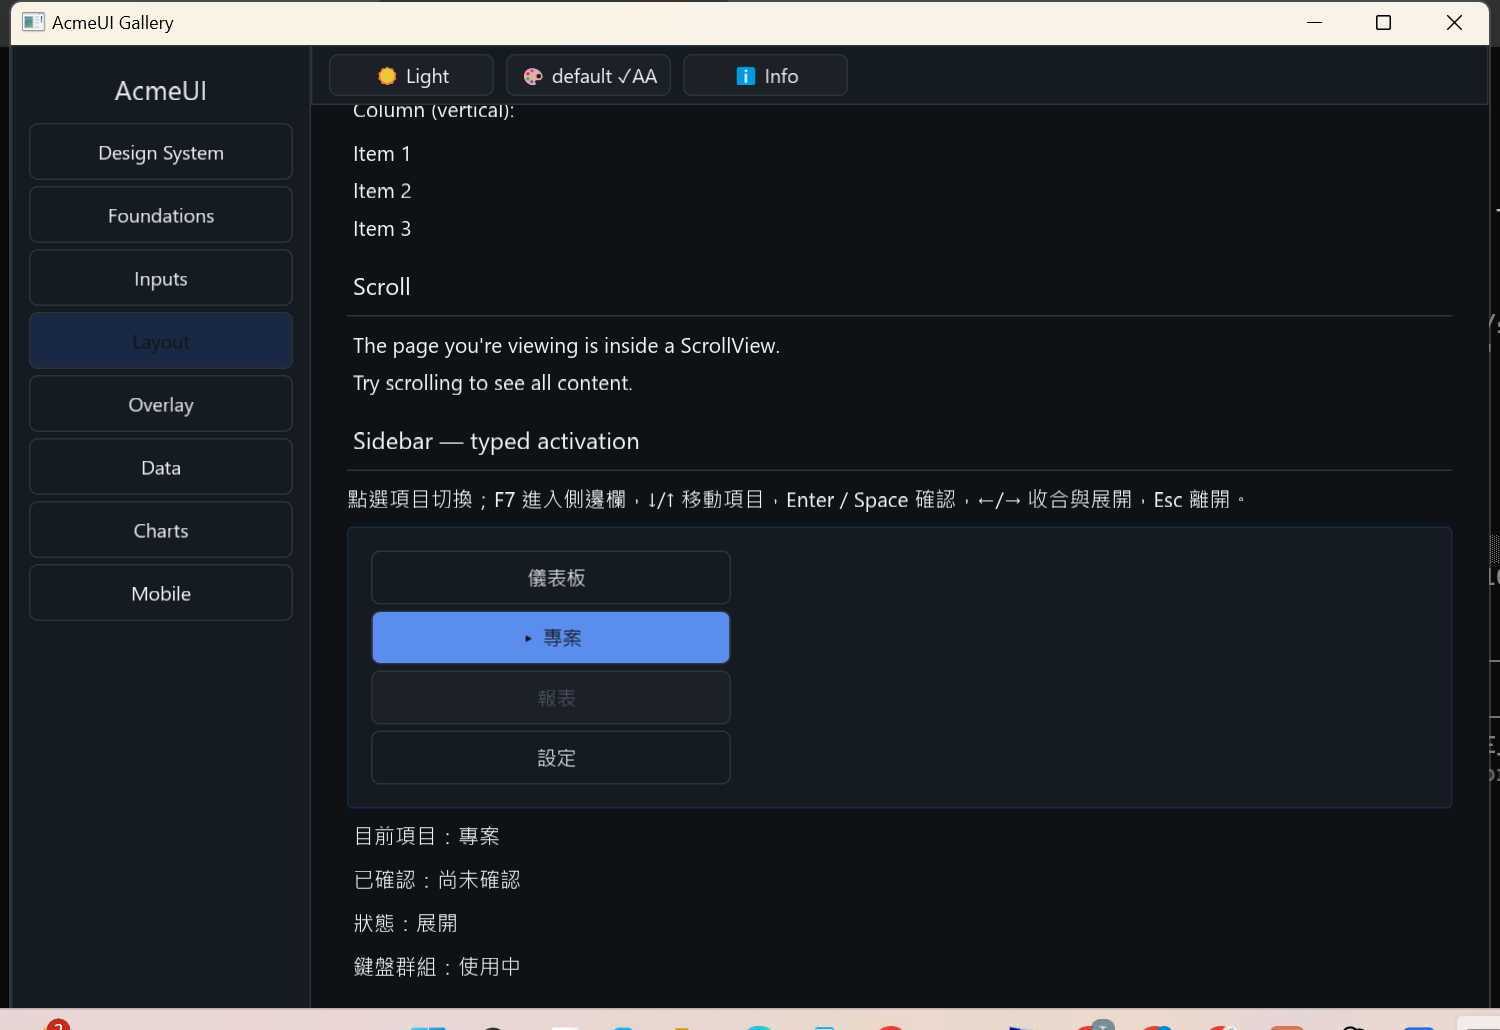 AcmeUI Gallery
AcmeUI
Design System
Foundations
Inputs
Layout
Overlay
Data
Charts
Mobile
Light
default ✓AA
Info
Column (vertical):
Item 1
Item 2
Item 3
Scroll
The page you're viewing is inside a ScrollView.
Try scrolling to see all content.
Sidebar — typed activation
點選項目切換；F7 進入側邊欄，↓/↑ 移動項目，Enter / Space 確認，←/→ 收合與展開，Esc 離開。
儀表板
▸ 專案
報表
設定
目前項目：專案
已確認：尚未確認
狀態：展開
鍵盤群組：使用中